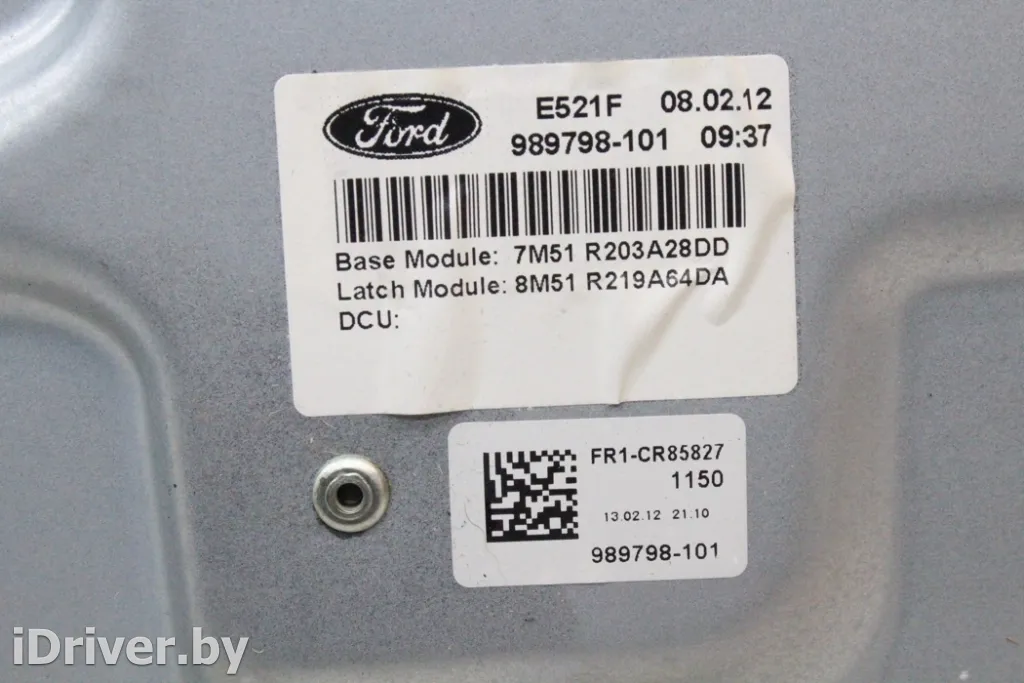 Ford
E521F 08.02.12
989798-101 09:37
Base Module: 7M51 R203A28DD
Latch Module: 8M51 R219A64DA
DCU:
FR1-CR85827
1150
13.02.12 21:10
989798-101
iDriver.by